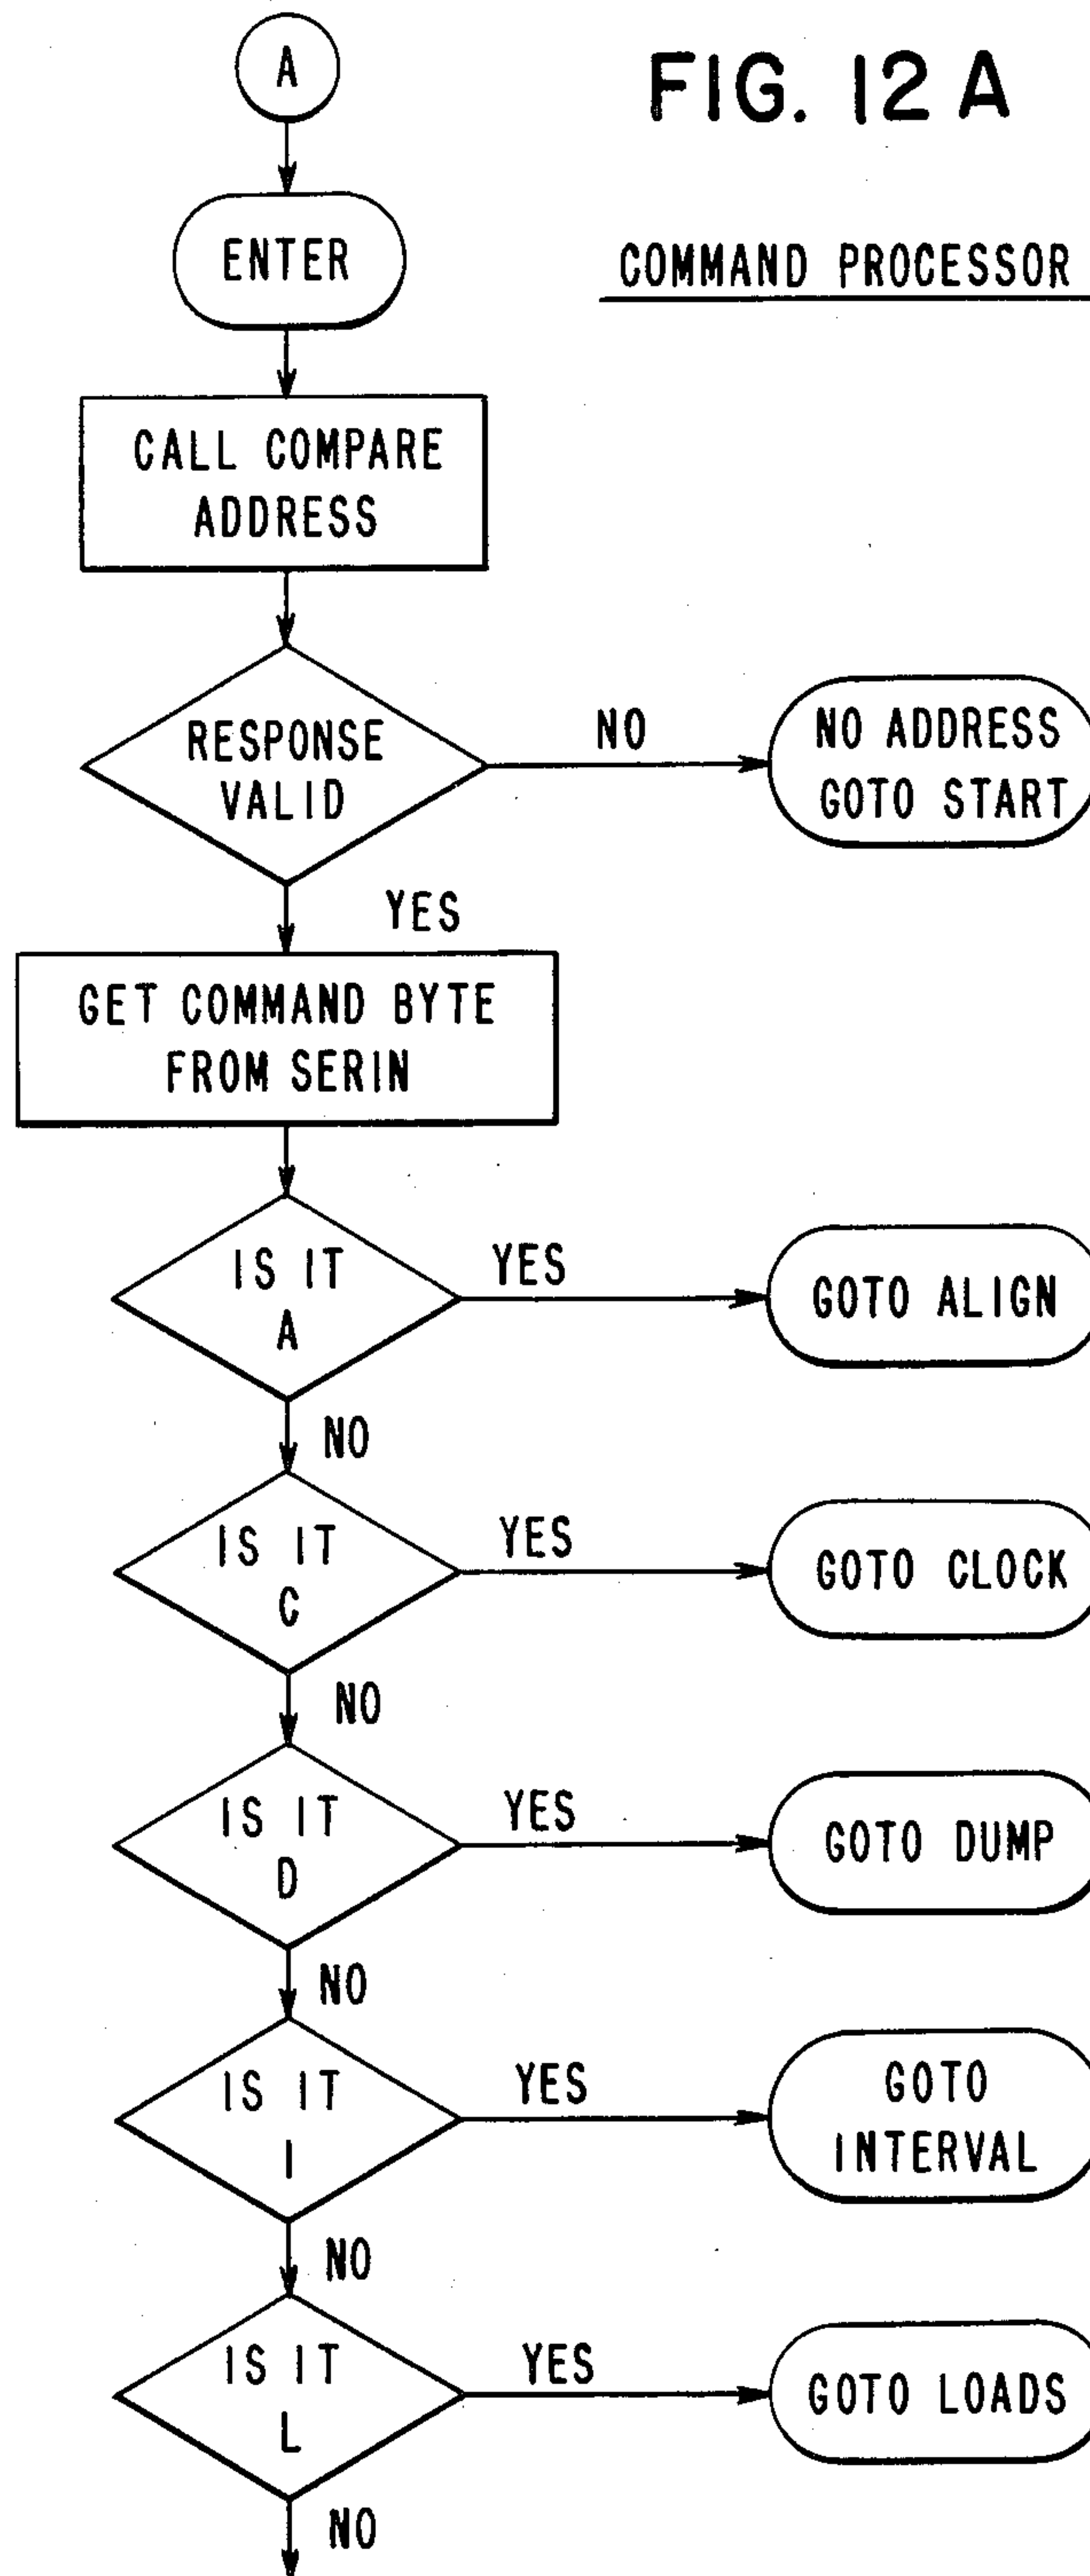 A
FIG. 12 A
ENTER
COMMAND PROCESSOR
CALL COMPARE
ADDRESS
RESPONSE
VALID
NO
NO ADDRESS
GOTO START
YES
GET COMMAND BYTE
FROM SERIN
IS IT
A
YES
GOTO ALIGN
NO
IS IT
C
YES
GOTO CLOCK
NO
IS IT
D
YES
GOTO DUMP
NO
IS IT
I
YES
GOTO
INTERVAL
NO
IS IT
L
YES
GOTO LOADS
NO